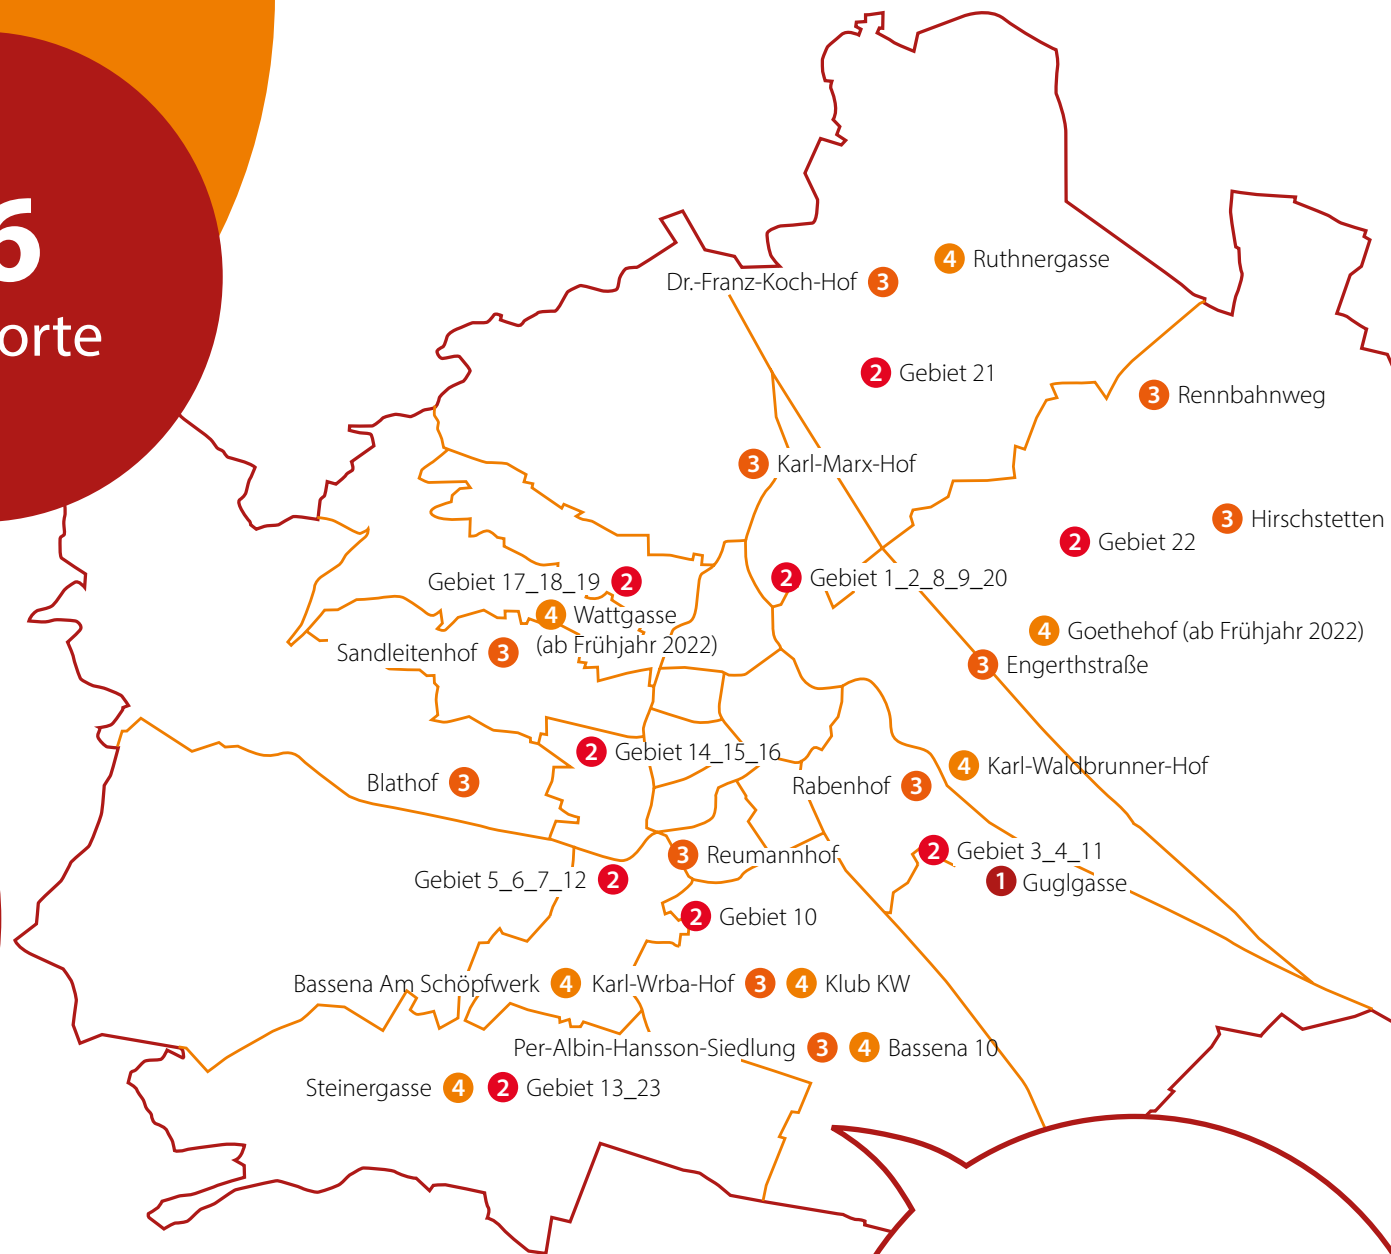 6
orte
4 Ruthnergasse
Dr.-Franz-Koch-Hof 3
2 Gebiet 21
3 Rennbahnweg
3 Karl-Marx-Hof
3 Hirschstetten
2 Gebiet 22
Gebiet 17_18_19 2
2 Gebiet 1_2_8_9_20
4 Wattgasse
(ab Frühjahr 2022)
4 Goethehof (ab Frühjahr 2022)
Sandleitenhof 3
3 Engerthstraße
2 Gebiet 14_15_16
4 Karl-Waldbrunner-Hof
Blathof 3
Rabenhof 3
3 Reumannhof
2 Gebiet 3_4_11
Gebiet 5_6_7_12 2
1 Guglgasse
2 Gebiet 10
Bassena Am Schöpfwerk 4 Karl-Wrba-Hof 3 4 Klub KW
Per-Albin-Hansson-Siedlung 3 4 Bassena 10
Steinergasse 4 2 Gebiet 13_23